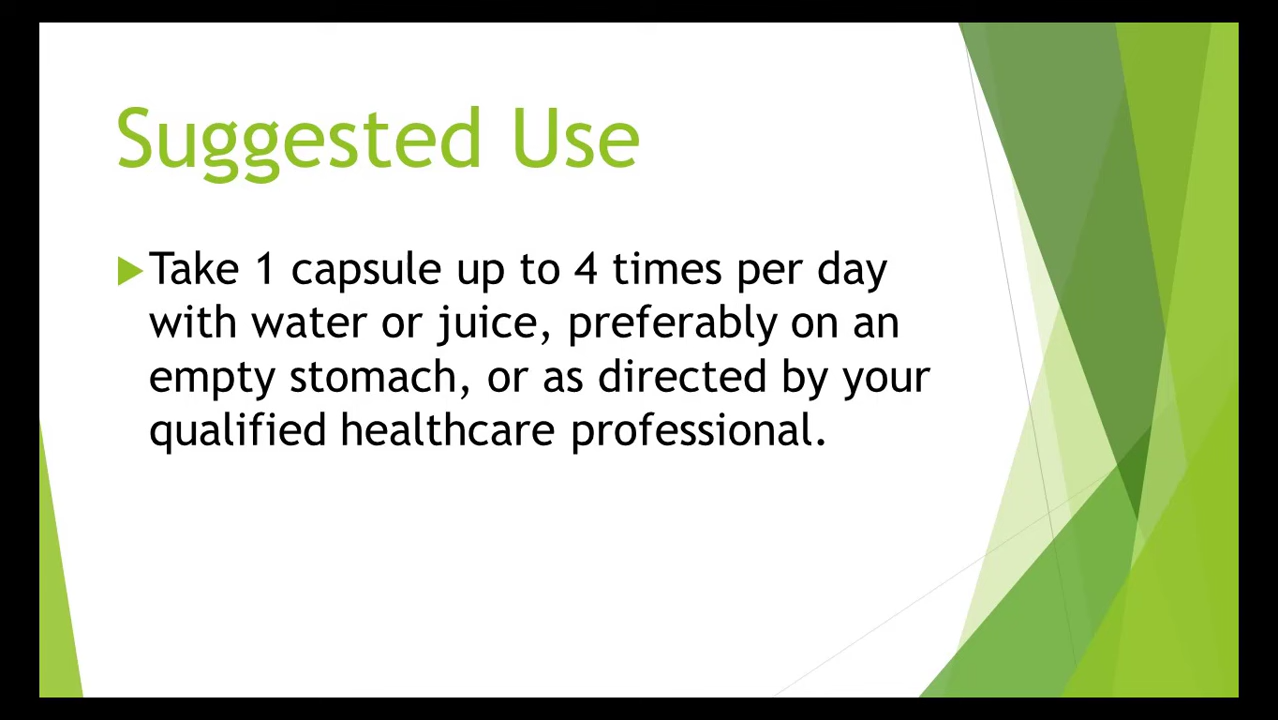 Suggested Use
Take 1 capsule up to 4 times per day
with water or juice, preferably on an
empty stomach, or as directed by your
qualified healthcare professional.